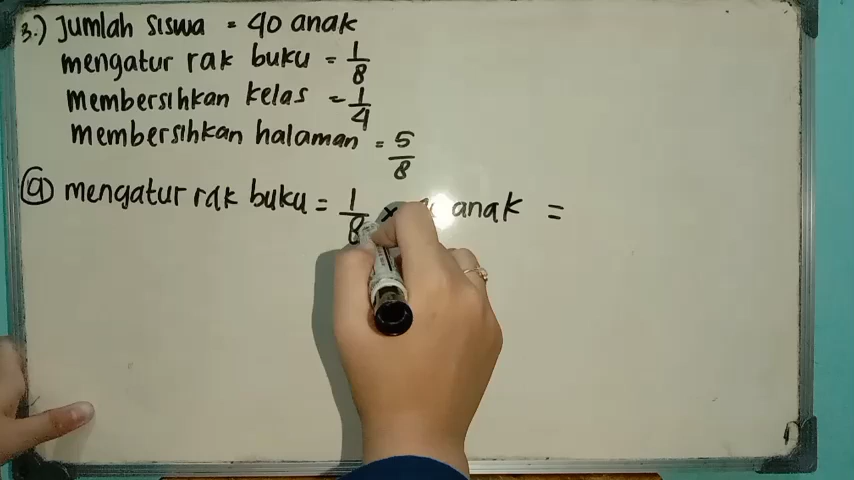 3.) Jumlah siswa = 40 anak
mengatur rak buku = 1/8
membersihkan kelas = 1/4
membersihkan halaman = 5/8
(a) mengatur rak buku = 1/8 x anak =